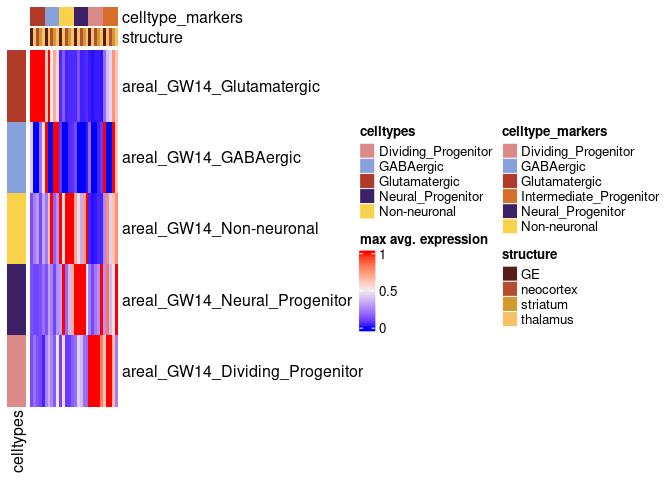 celltype_markers
structure
areal_GW14_Glutamatergic
areal_GW14_GABAergic
areal_GW14_Non-neuronal
areal_GW14_Neural_Progenitor
areal_GW14_Dividing_Progenitor
celltypes
celltypes
Dividing_Progenitor
GABAergic
Glutamatergic
Neural_Progenitor
Non-neuronal
max avg. expression
1
0.5
0
celltype_markers
Dividing_Progenitor
GABAergic
Glutamatergic
Intermediate_Progenitor
Neural_Progenitor
Non-neuronal
structure
GE
neocortex
striatum
thalamus